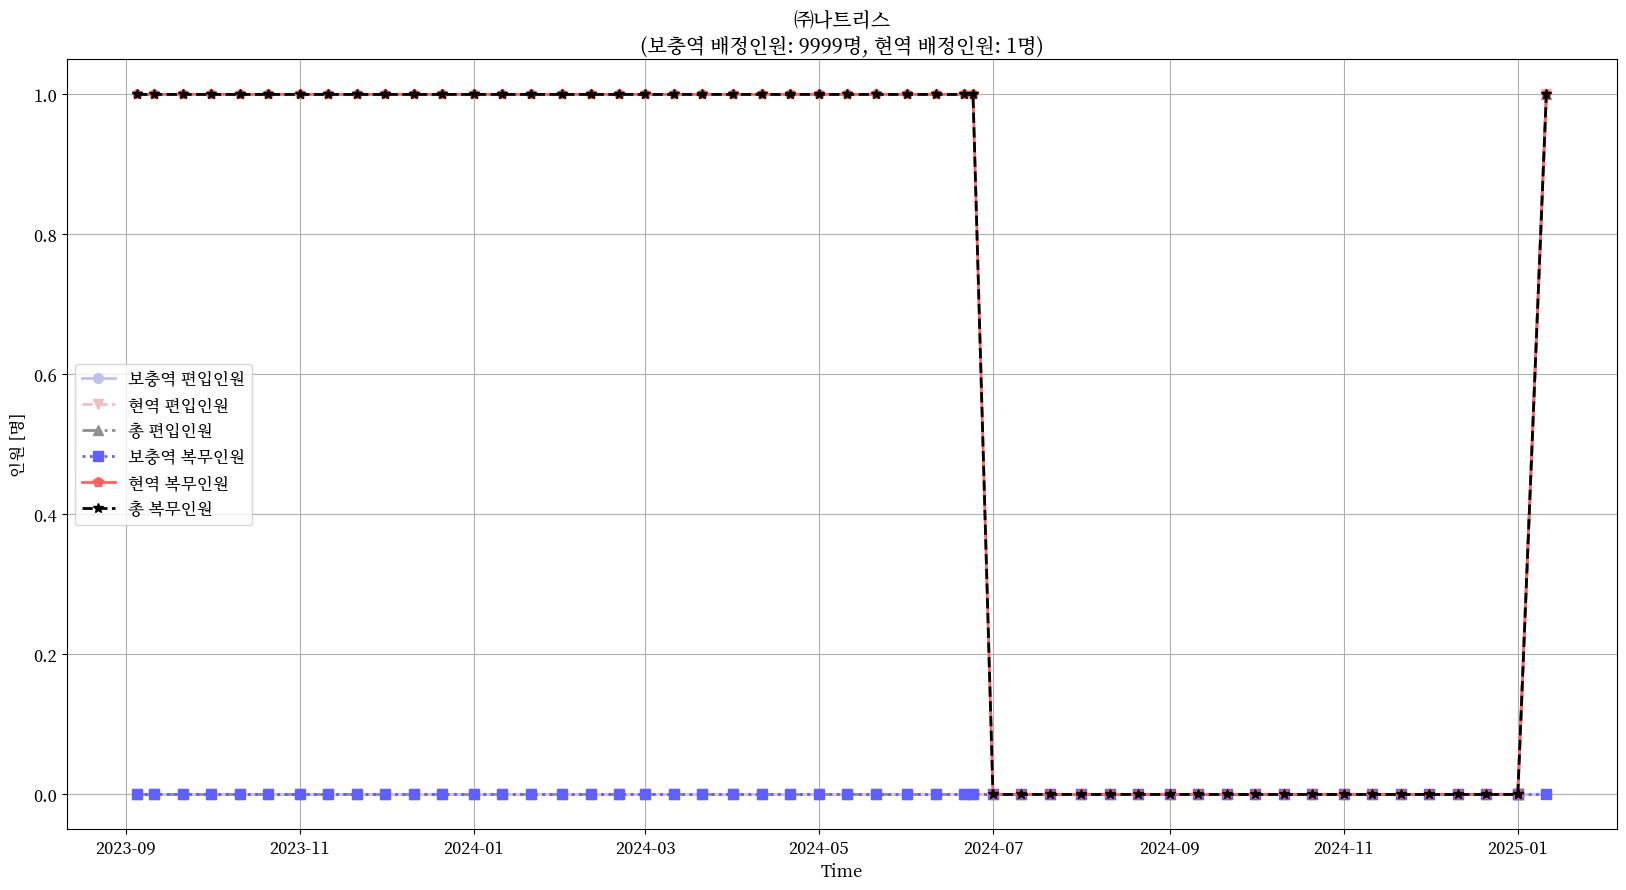 ㈜나트리스
(보충역 배정인원: 9999명, 현역 배정인원: 1명)
1.0
0.8
0.6
0.4
0.2
0.0
인원 [명]
보충역 편입인원
현역 편입인원
총 편입인원
보충역 복무인원
현역 복무인원
총 복무인원
2023-09 2023-11 2024-01 2024-03 2024-05 2024-07 2024-09 2024-11 2025-01
Time